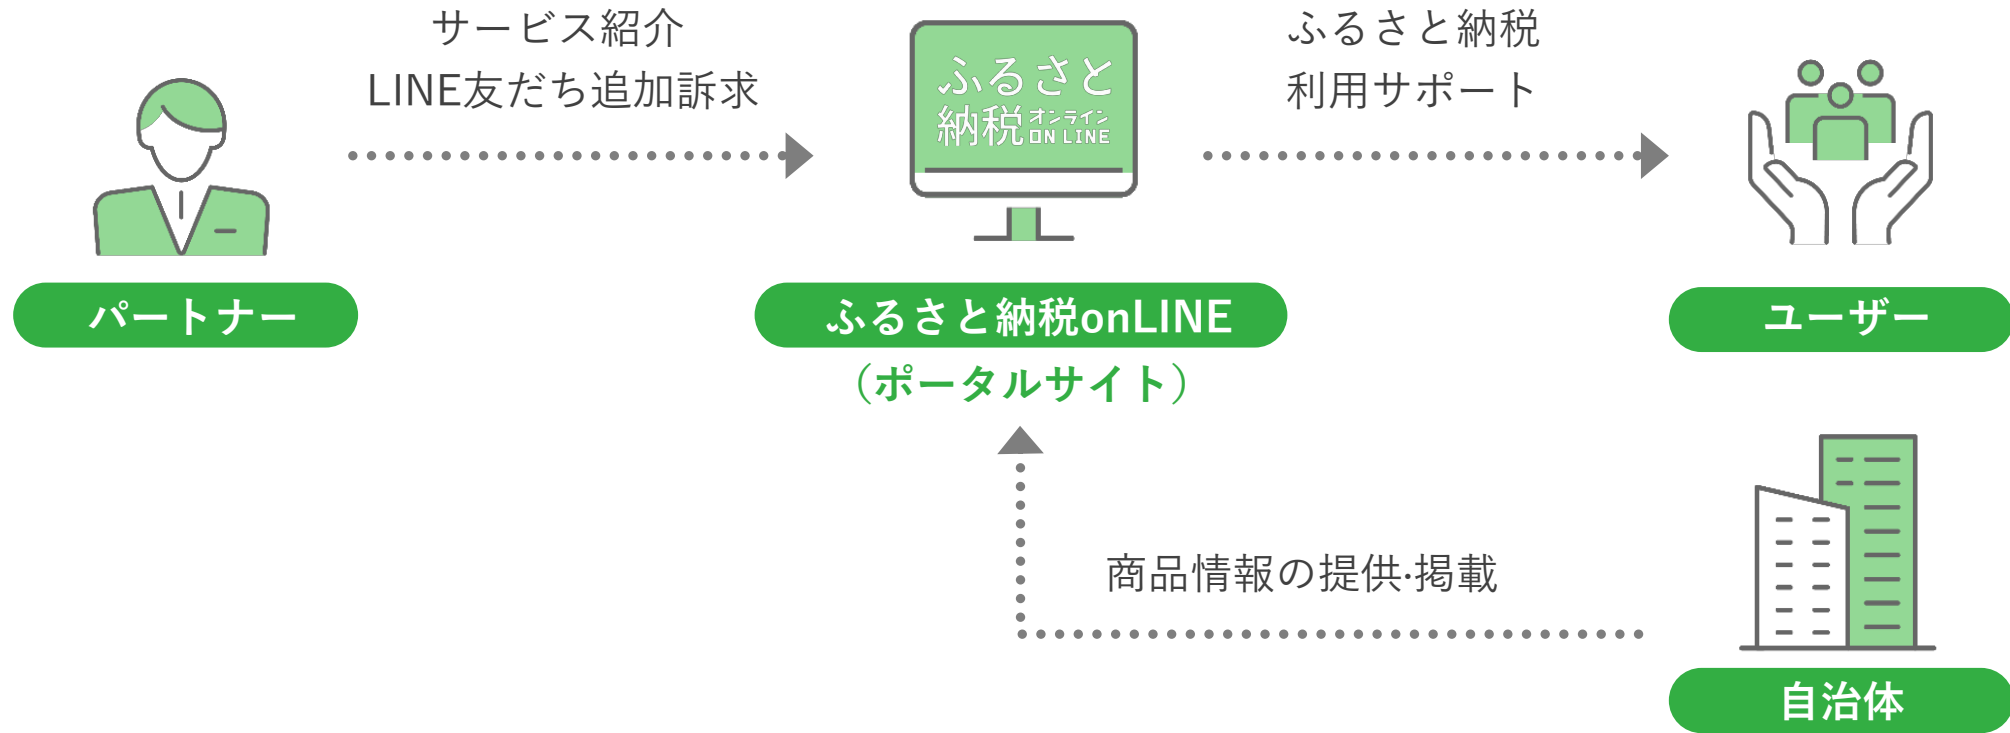 サービス紹介
LINE友だち追加訴求
ふるさと
納税オンライン
ON LINE
ふるさと納税
利用サポート
パートナー
ふるさと納税onLINE
（ポータルサイト）
ユーザー
商品情報の提供·掲載
自治体